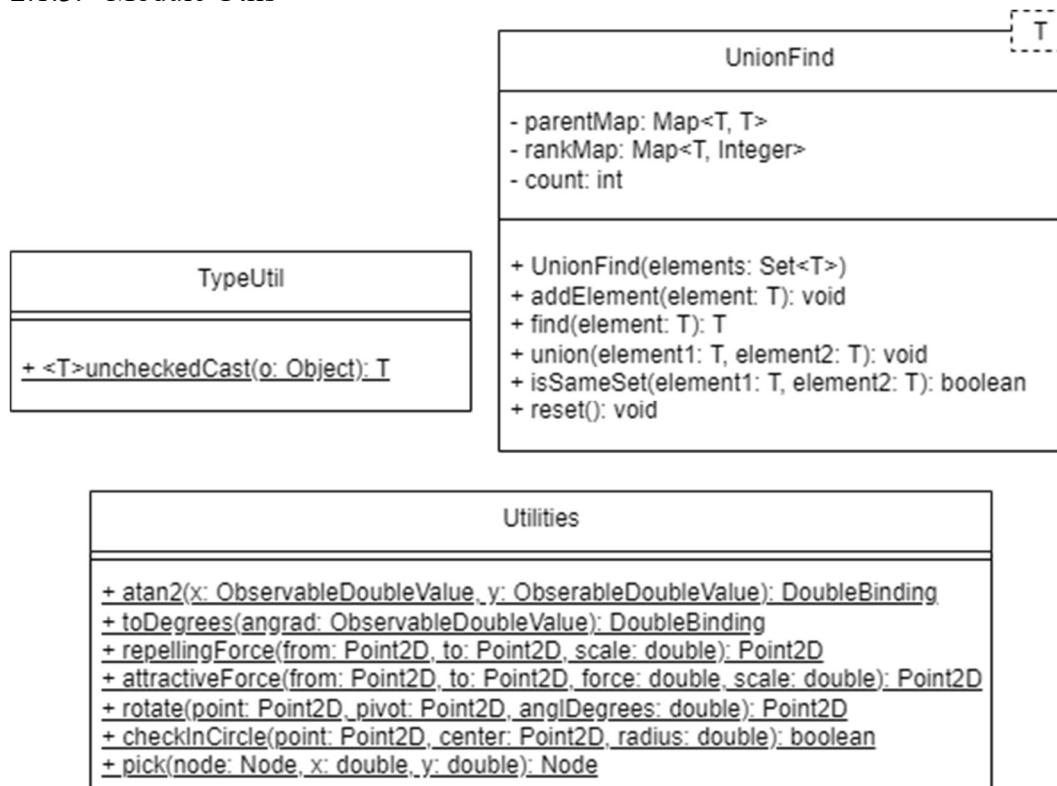 T
UnionFind
- parentMap: Map<T, T>
- rankMap: Map<T, Integer>
- count: int
+ UnionFind(elements: Set<T>)
+ addElement(element: T): void
+ find(element: T): T
+ union(element1: T, element2: T): void
+ isSameSet(element1: T, element2: T): boolean
+ reset(): void
TypeUtil
+ <T>uncheckedCast(o: Object): T
Utilities
+ atan2(x: ObservableDoubleValue, y: ObserableDoubleValue): DoubleBinding
+ toDegrees(angrad: ObservableDoubleValue): DoubleBinding
+ repellingForce(from: Point2D, to: Point2D, scale: double): Point2D
+ attractiveForce(from: Point2D, to: Point2D, force: double, scale: double): Point2D
+ rotate(point: Point2D, pivot: Point2D, anglDegrees: double): Point2D
+ checkInCircle(point: Point2D, center: Point2D, radius: double): boolean
+ pick(node: Node, x: double, y: double): Node